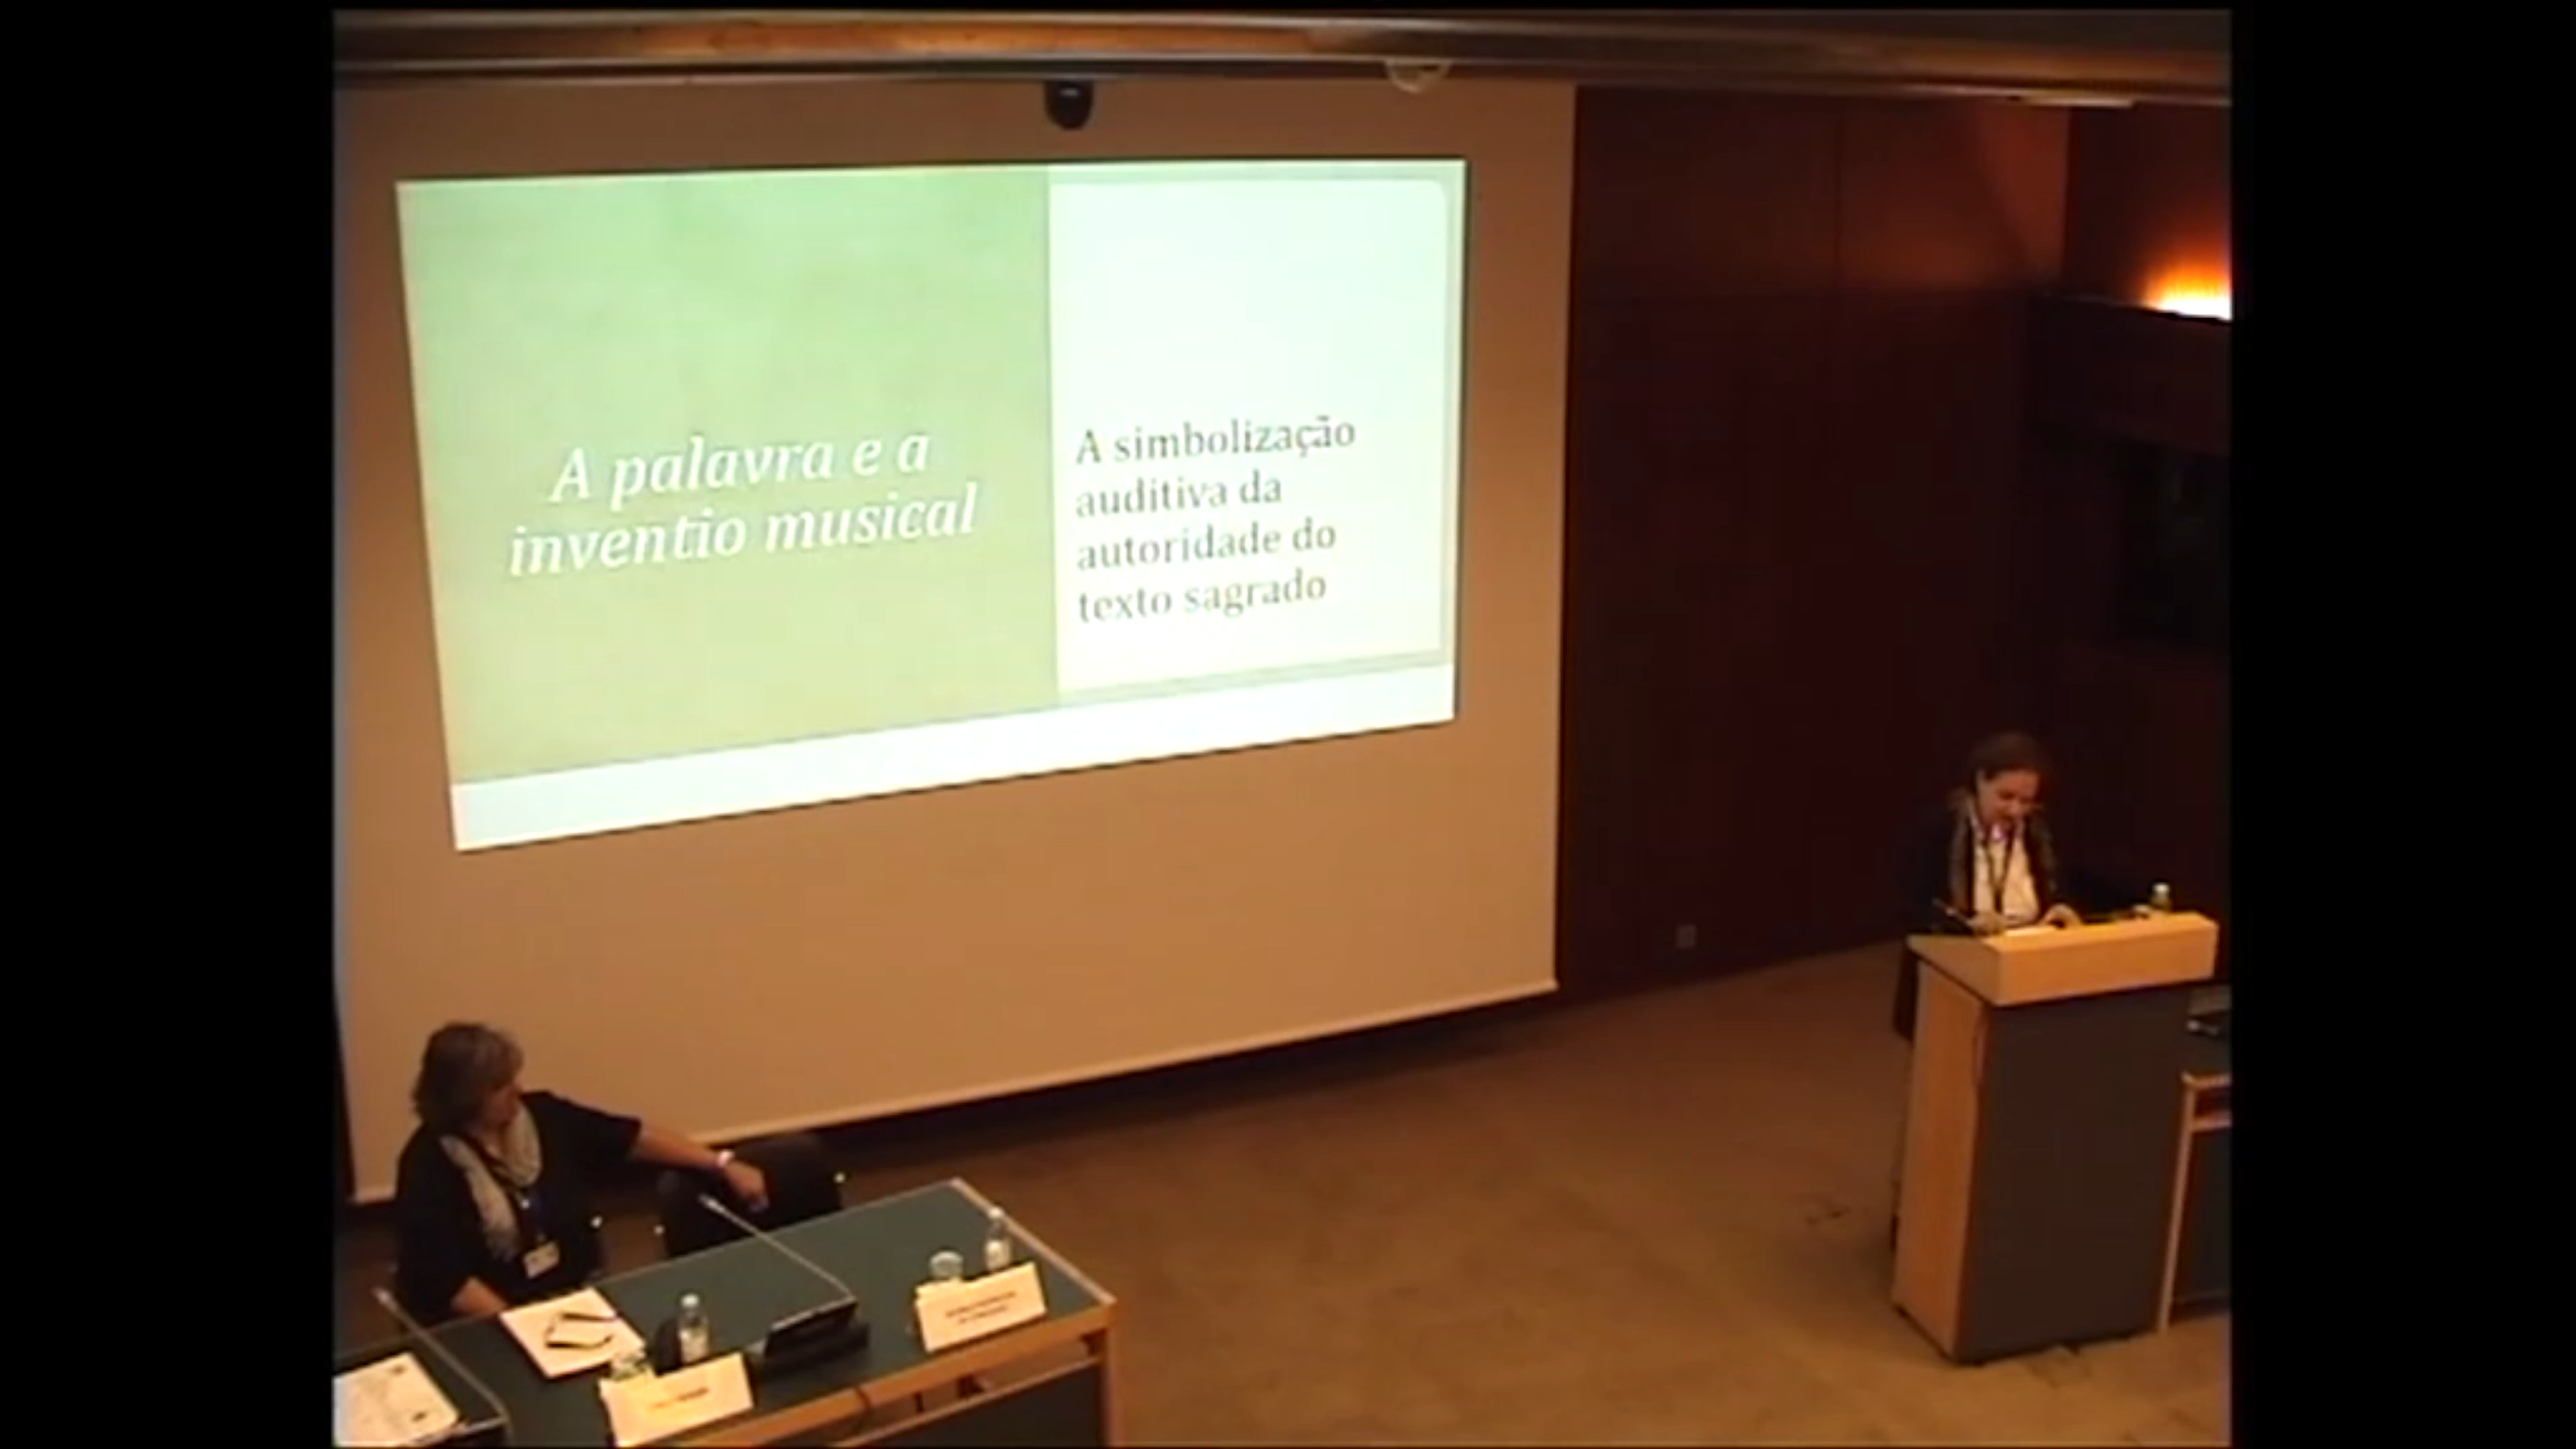 A palavra e a
inventio musical
A simbolização
auditiva da
autoridade do
texto sagrado